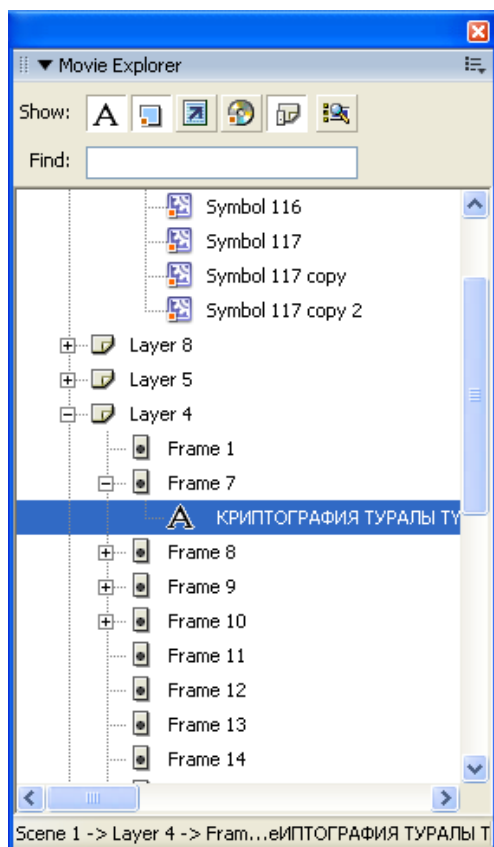 Movie Explorer
Show:
Find:
Symbol 116
Symbol 117
Symbol 117 copy
Symbol 117 copy 2
Layer 8
Layer 5
Layer 4
Frame 1
Frame 7
КРИПТОГРАФИЯ ТУРАЛЫ ТҮ
Frame 8
Frame 9
Frame 10
Frame 11
Frame 12
Frame 13
Frame 14
Scene 1 -> Layer 4 -> Fram...еИПТОГРАФИЯ ТУРАЛЫ Т